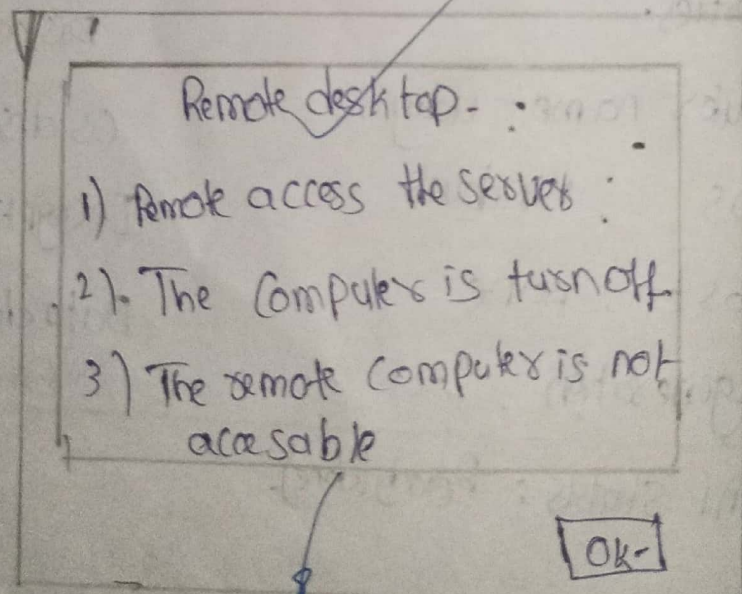 Remote desktop- :
1) Remote access the server :
2). The Computer is turn off
3) The remote computer is not
accesable
Ok-